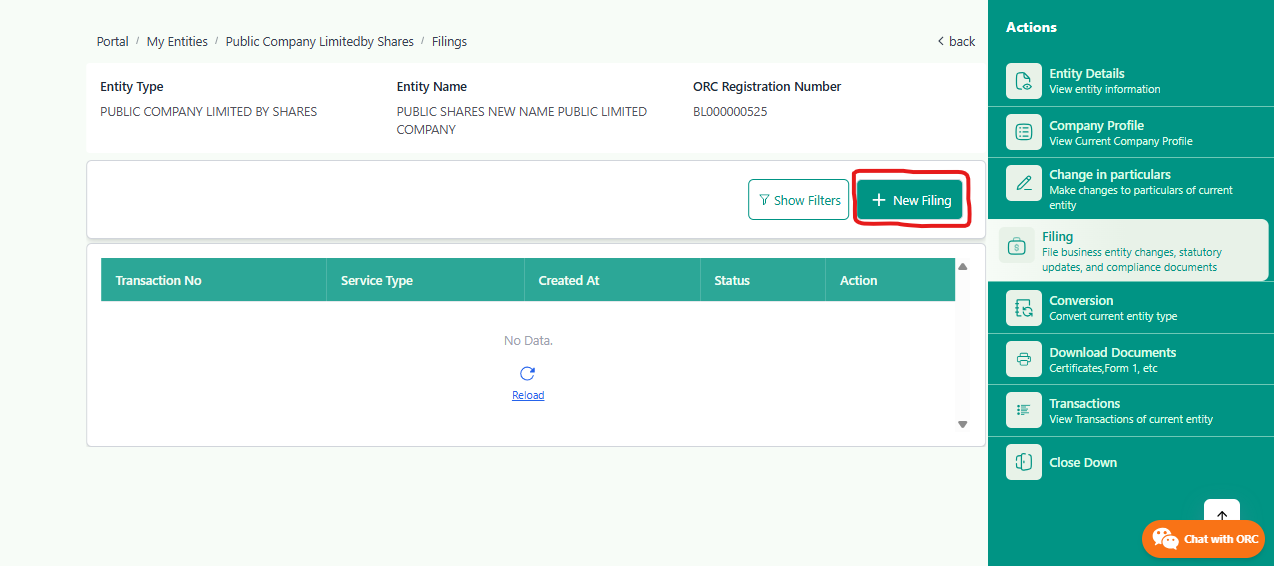 Portal / My Entities / Public Company Limitedby Shares / Filings
< back
Entity Type
PUBLIC COMPANY LIMITED BY SHARES
Entity Name
PUBLIC SHARES NEW NAME PUBLIC LIMITED
COMPANY
ORC Registration Number
BL000000525
Show Filters
+ New Filing
Transaction No
Service Type
Created At
Status
Action
No Data.
Reload
Actions
Entity Details
View entity information
Company Profile
View Current Company Profile
Change in particulars
Make changes to particulars of current
entity
Filing
File business entity changes, statutory
updates, and compliance documents
Conversion
Convert current entity type
Download Documents
Certificates,Form 1, etc
Transactions
View Transactions of current entity
Close Down
Chat with ORC